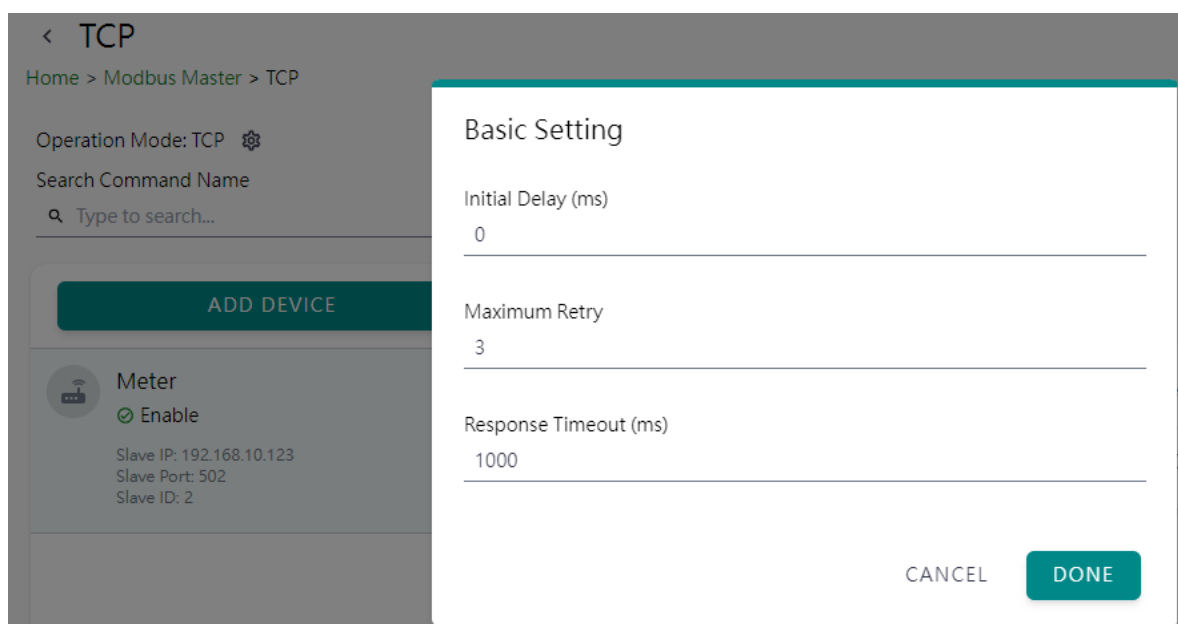 TCP
Home > Modbus Master > TCP
Operation Mode: TCP
Search Command Name
Type to search...
ADD DEVICE
Meter
Enable
Slave IP: 192.168.10.123
Slave Port: 502
Slave ID: 2
Basic Setting
Initial Delay (ms)
0
Maximum Retry
3
Response Timeout (ms)
1000
CANCEL
DONE